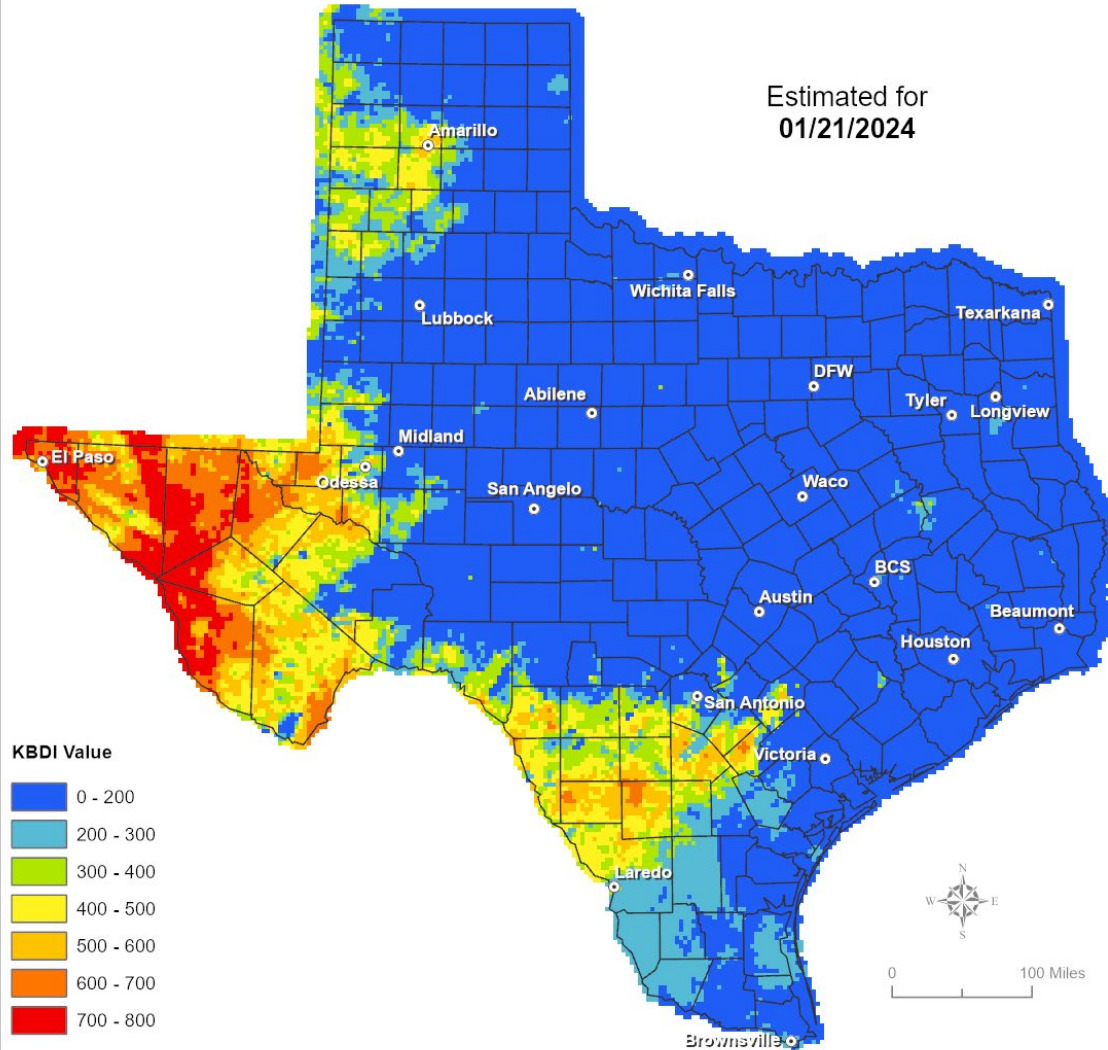 Estimated for
01/21/2024
Amarillo
Wichita Falls
Lubbock
Texarkana
DFW
Abilene
Tyler
Longview
Midland
El Paso
Odessa
San Angelo
Waco
BCS
Austin
Beaumont
Houston
San Antonio
Victoria
KBDI Value
0 - 200
200 - 300
300 - 400
400 - 500
500 - 600
600 - 700
700 - 800
Laredo
N
W E
S
0 100 Miles
Brownsville